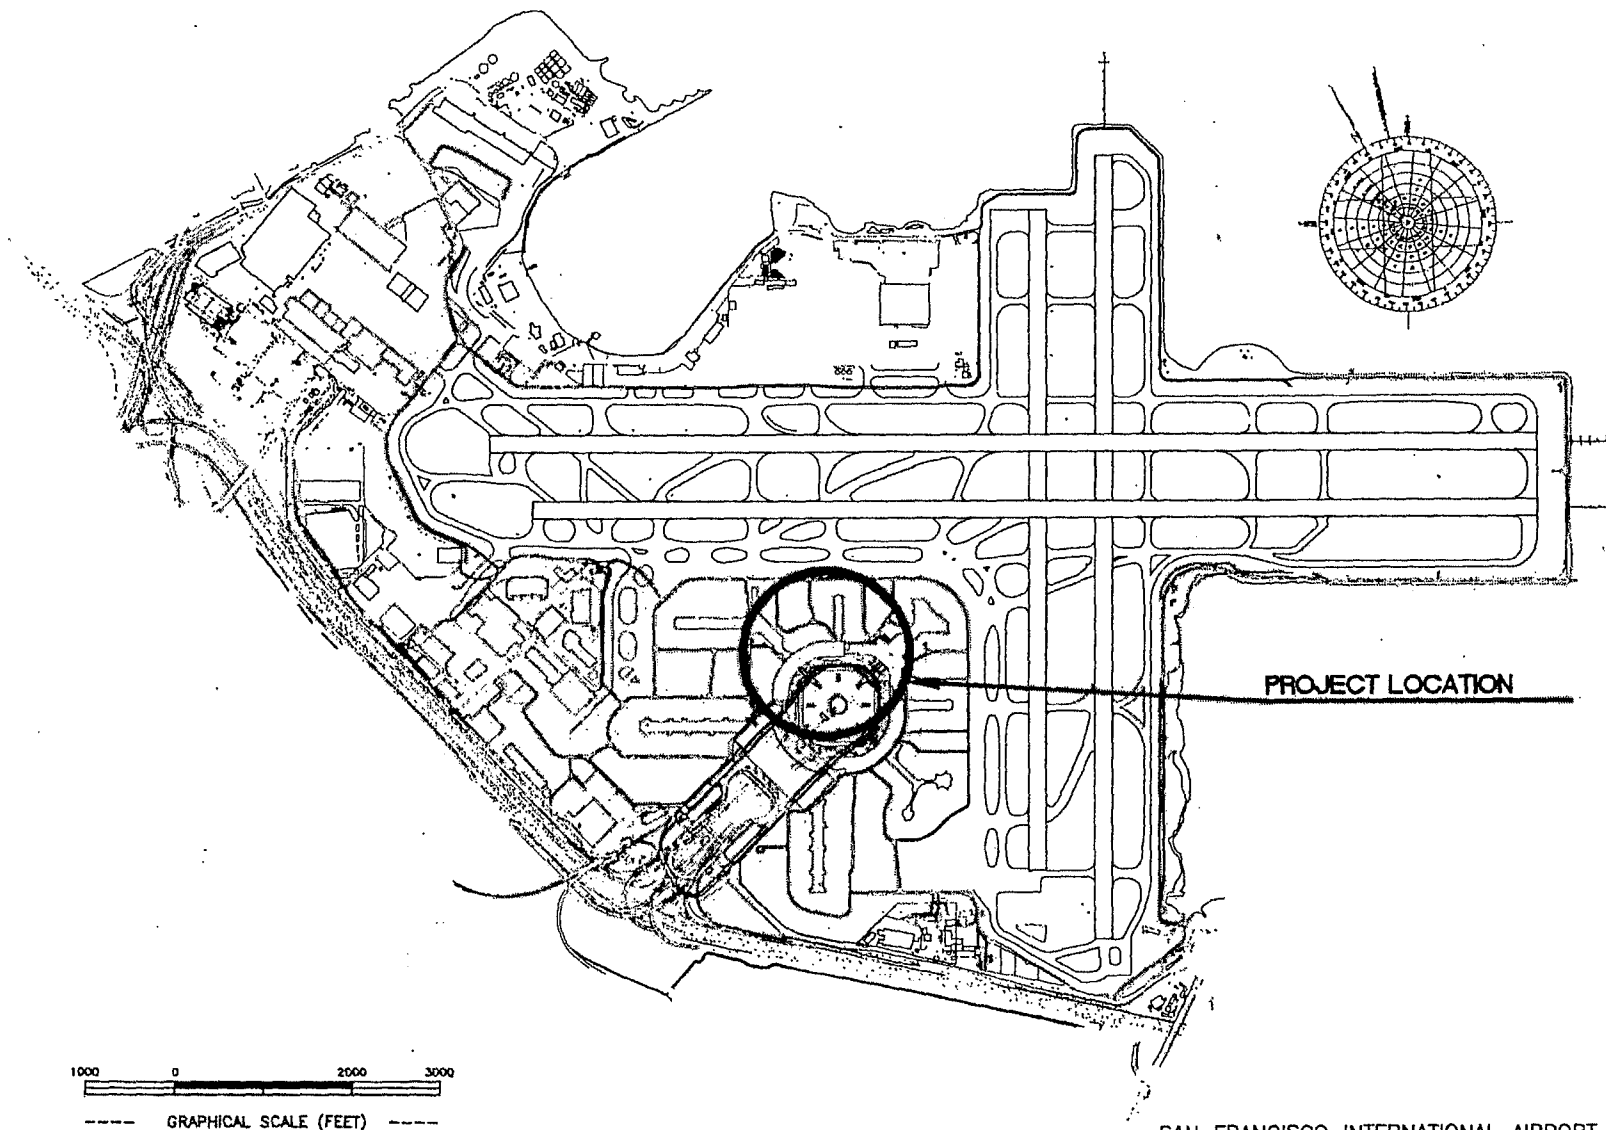 PROJECT LOCATION
1000 0 2000 3000
---- GRAPHICAL SCALE (FEET) ----
SAN FRANCISCO INTERNATIONAL AIRPORT